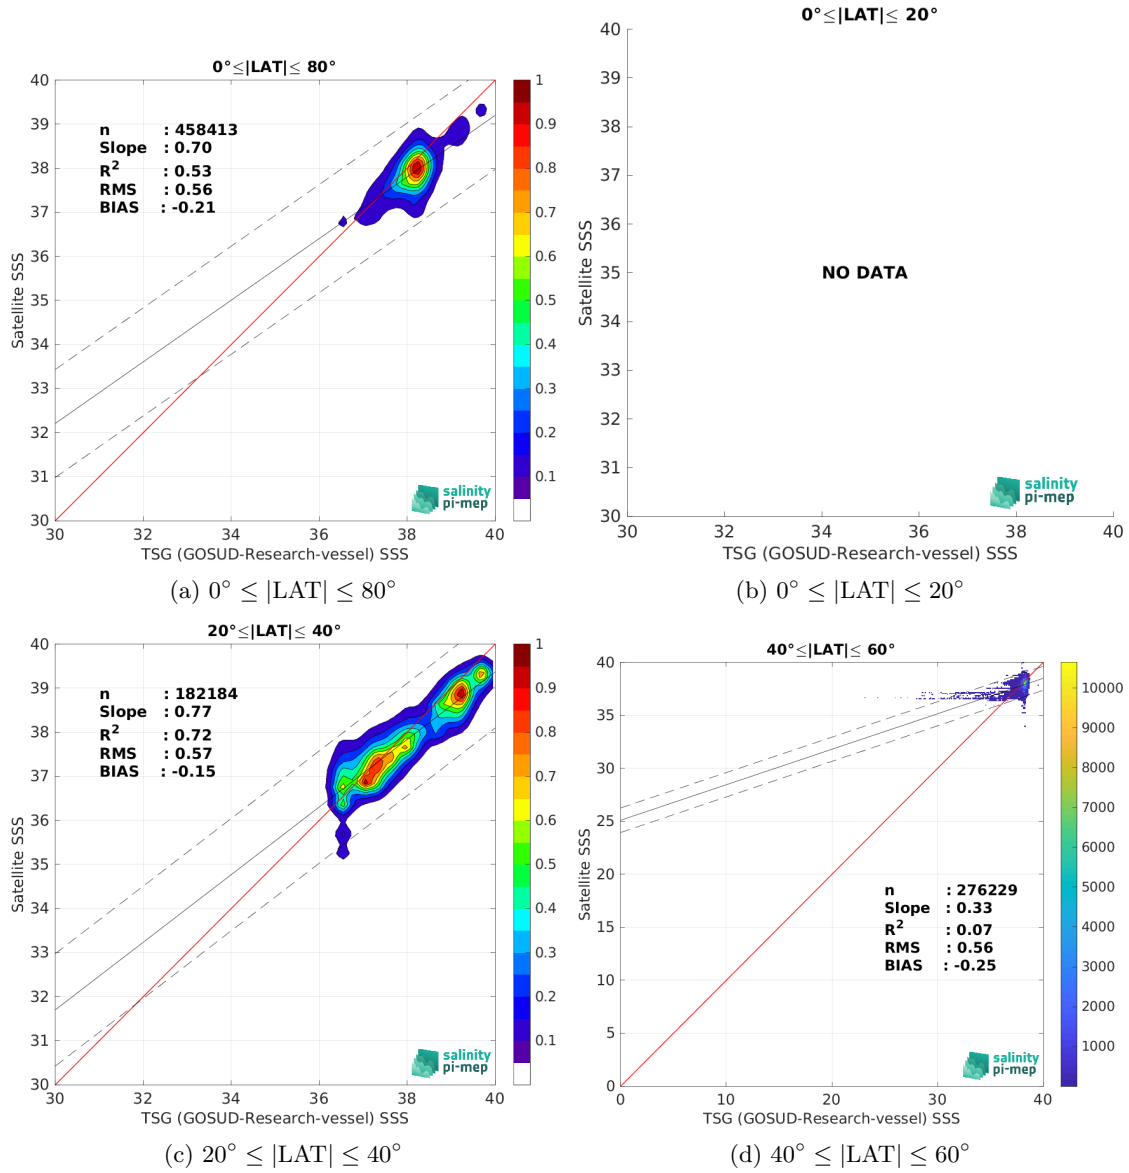 0°≤|LAT|≤ 80°
n : 458413
Slope : 0.70
R² : 0.53
RMS : 0.56
BIAS : -0.21
40
39
38
37
36
35
34
33
32
31
30
30 32 34 36 38 40
Satellite SSS
TSG (GOSUD-Research-vessel) SSS
1
0.9
0.8
0.7
0.6
0.5
0.4
0.3
0.2
0.1
salinity
pi-mep
(a) 0° ≤ |LAT| ≤ 80°
0°≤|LAT|≤ 20°
40
39
38
37
36
35
34
33
32
31
30
30 32 34 36 38 40
Satellite SSS
NO DATA
TSG (GOSUD-Research-vessel) SSS
salinity
pi-mep
(b) 0° ≤ |LAT| ≤ 20°
20°≤|LAT|≤ 40°
n : 182184
Slope : 0.77
R² : 0.72
RMS : 0.57
BIAS : -0.15
40
39
38
37
36
35
34
33
32
31
30
30 32 34 36 38 40
Satellite SSS
TSG (GOSUD-Research-vessel) SSS
1
0.9
0.8
0.7
0.6
0.5
0.4
0.3
0.2
0.1
salinity
pi-mep
(c) 20° ≤ |LAT| ≤ 40°
40°≤|LAT|≤ 60°
40
35
30
25
20
15
10
5
0
0 10 20 30 40
Satellite SSS
n : 276229
Slope : 0.33
R² : 0.07
RMS : 0.56
BIAS : -0.25
TSG (GOSUD-Research-vessel) SSS
10000
9000
8000
7000
6000
5000
4000
3000
2000
1000
salinity
pi-mep
(d) 40° ≤ |LAT| ≤ 60°